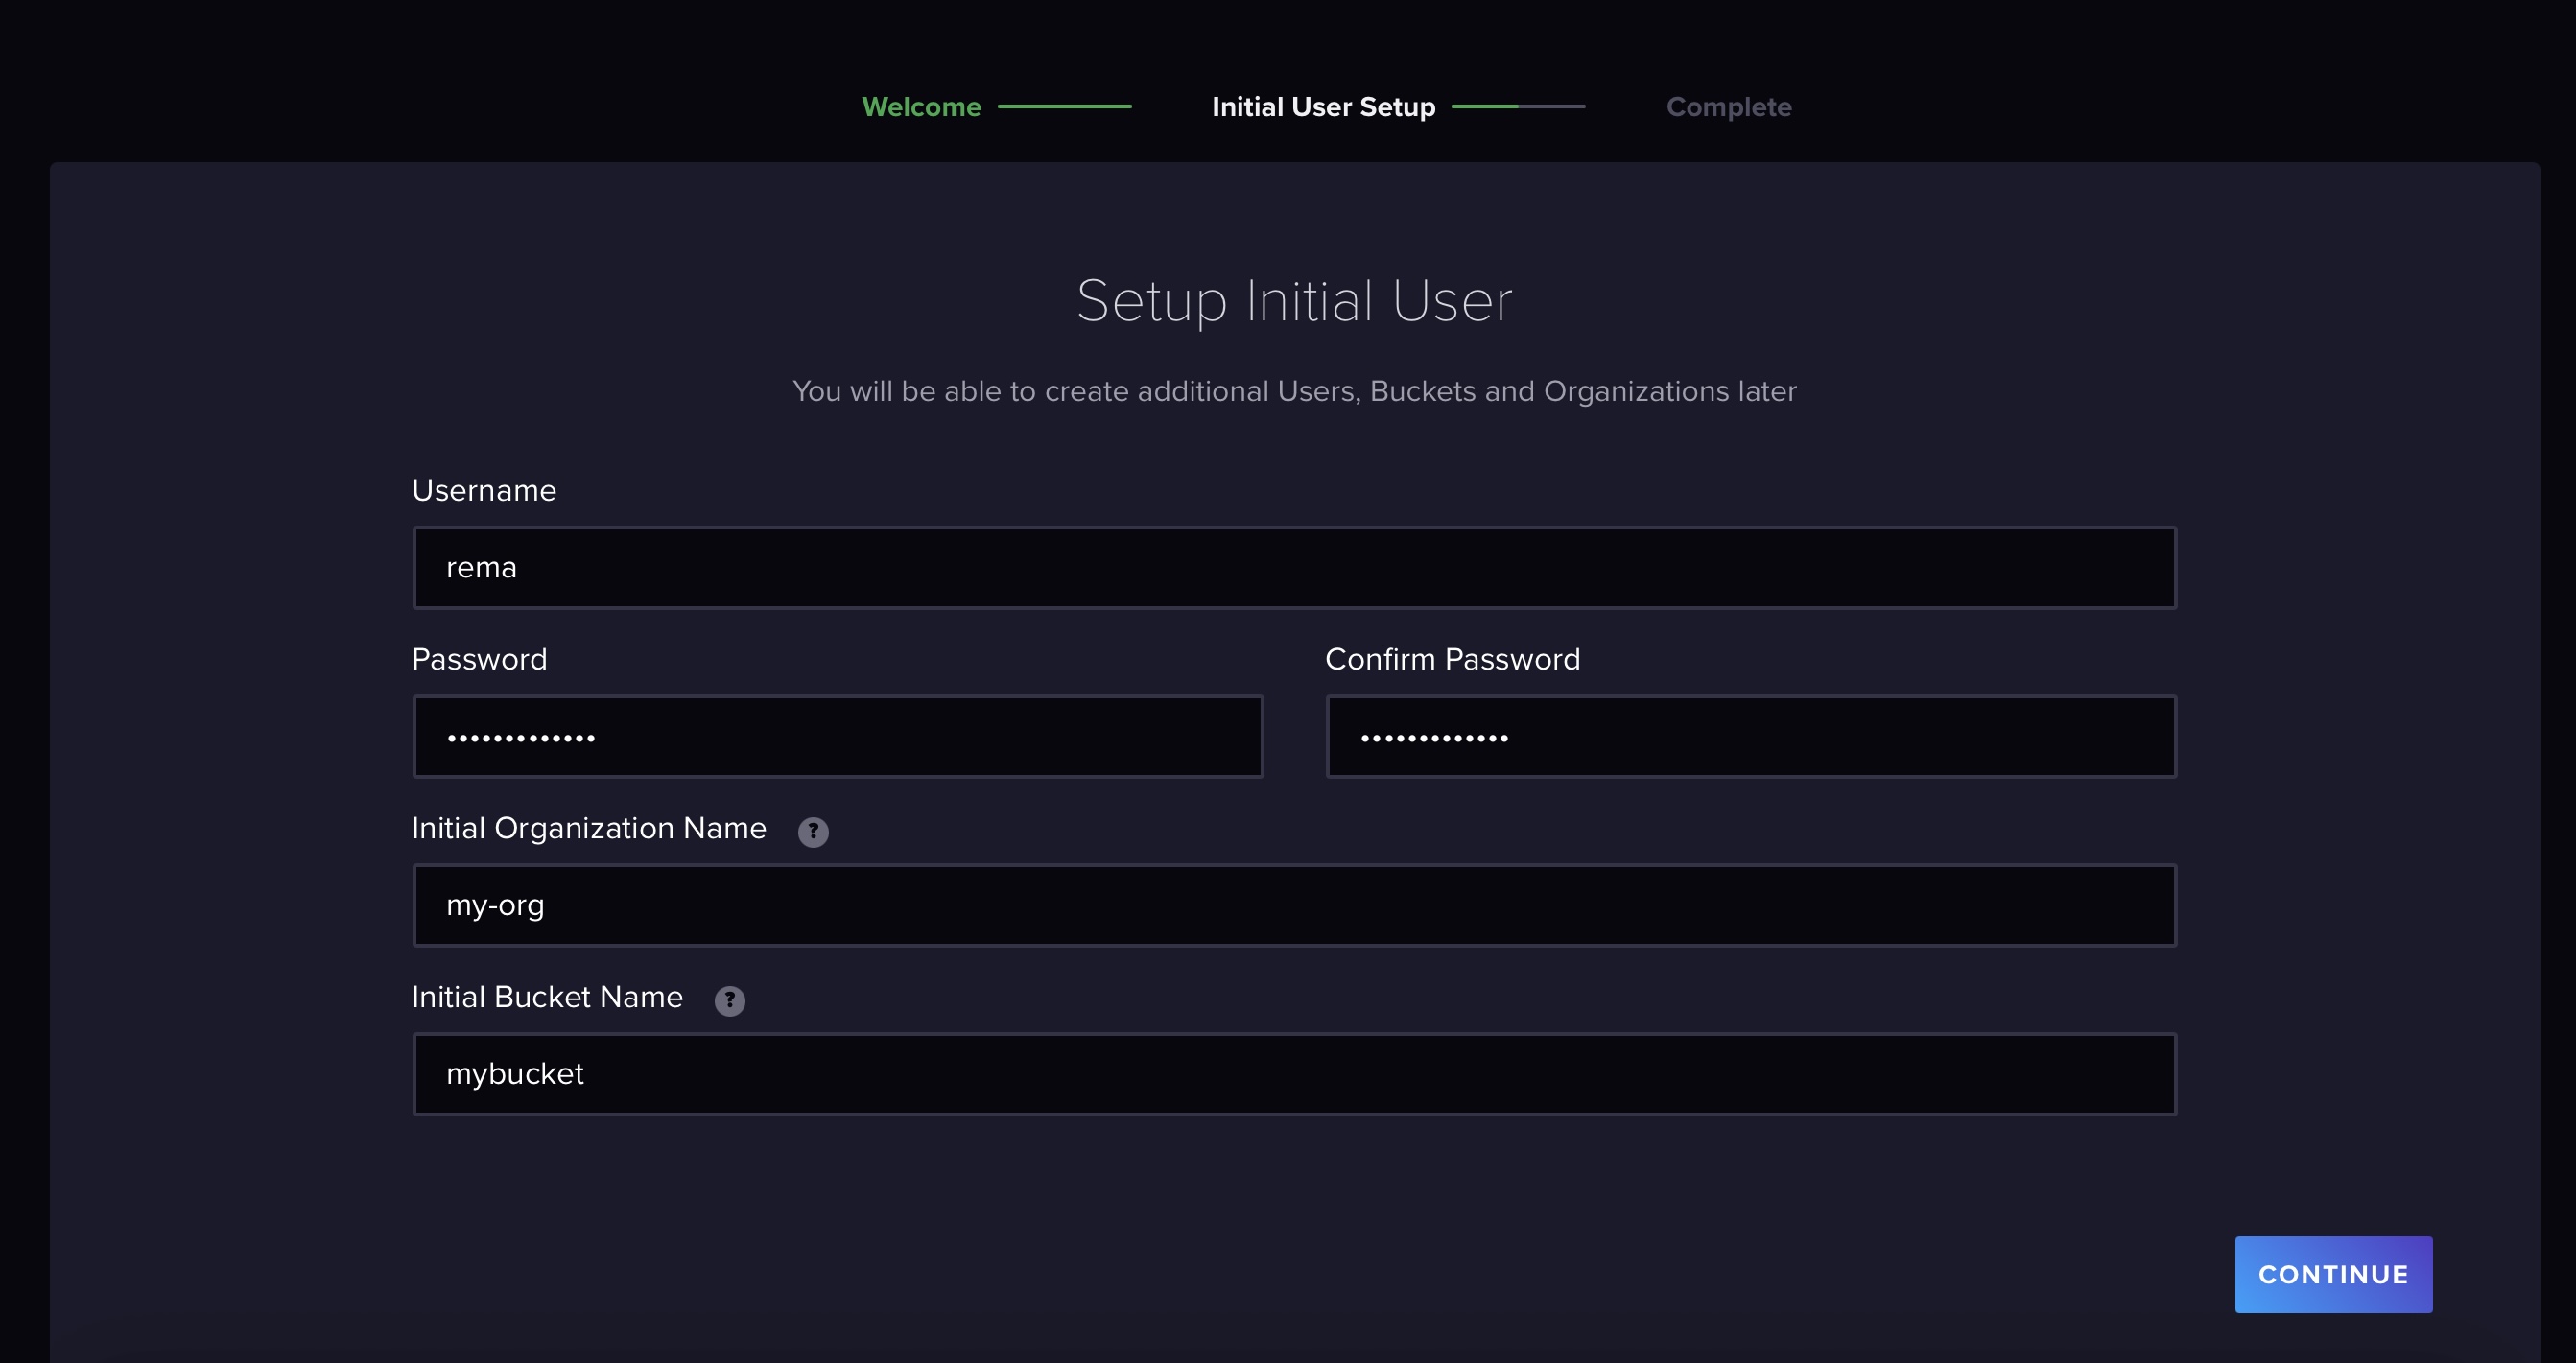 Welcome Initial User Setup Complete
Setup Initial User
You will be able to create additional Users, Buckets and Organizations later
Username
rema
Password Confirm Password
••••••••••••• •••••••••••••
Initial Organization Name ?
my-org
Initial Bucket Name ?
mybucket
CONTINUE